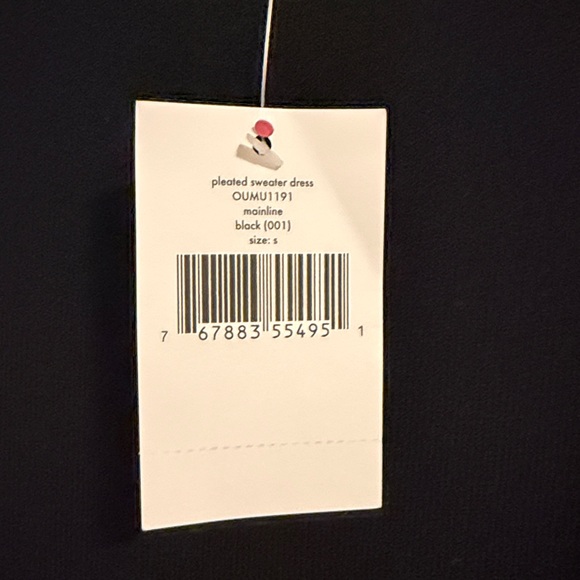 pleated sweater dress
OUMU1191
mainline
black (001)
size: s
7 67883 55495 1